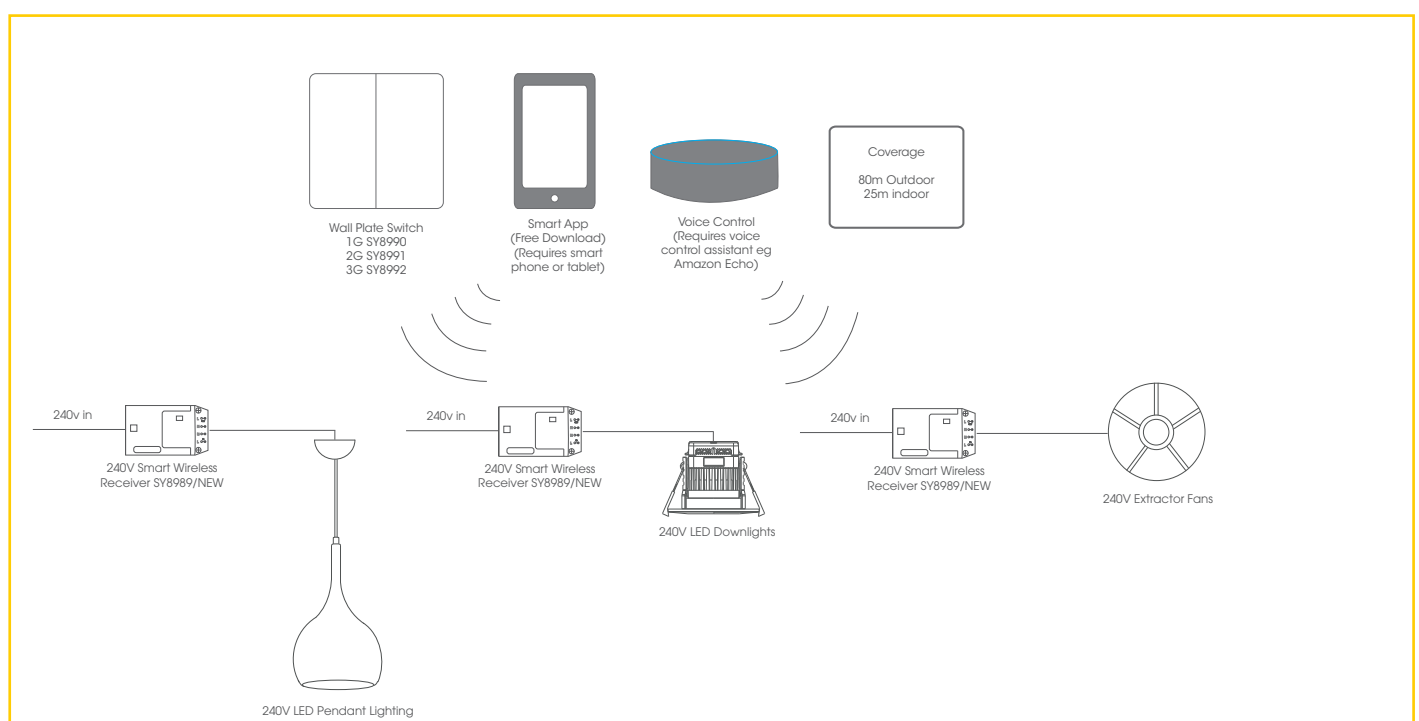 Wall Plate Switch
1G SY8990
2G SY8991
3G SY8992
Smart App
(Free Download)
(Requires smart
phone or tablet)
Voice Control
(Requires voice
control assistant eg
Amazon Echo)
Coverage
80m Outdoor
25m indoor
240v in
240V Smart Wireless
Receiver SY8989/NEW
240V LED Pendant Lighting
240v in
240V Smart Wireless
Receiver SY8989/NEW
240V LED Downlights
240v in
240V Smart Wireless
Receiver SY8989/NEW
240V Extractor Fans